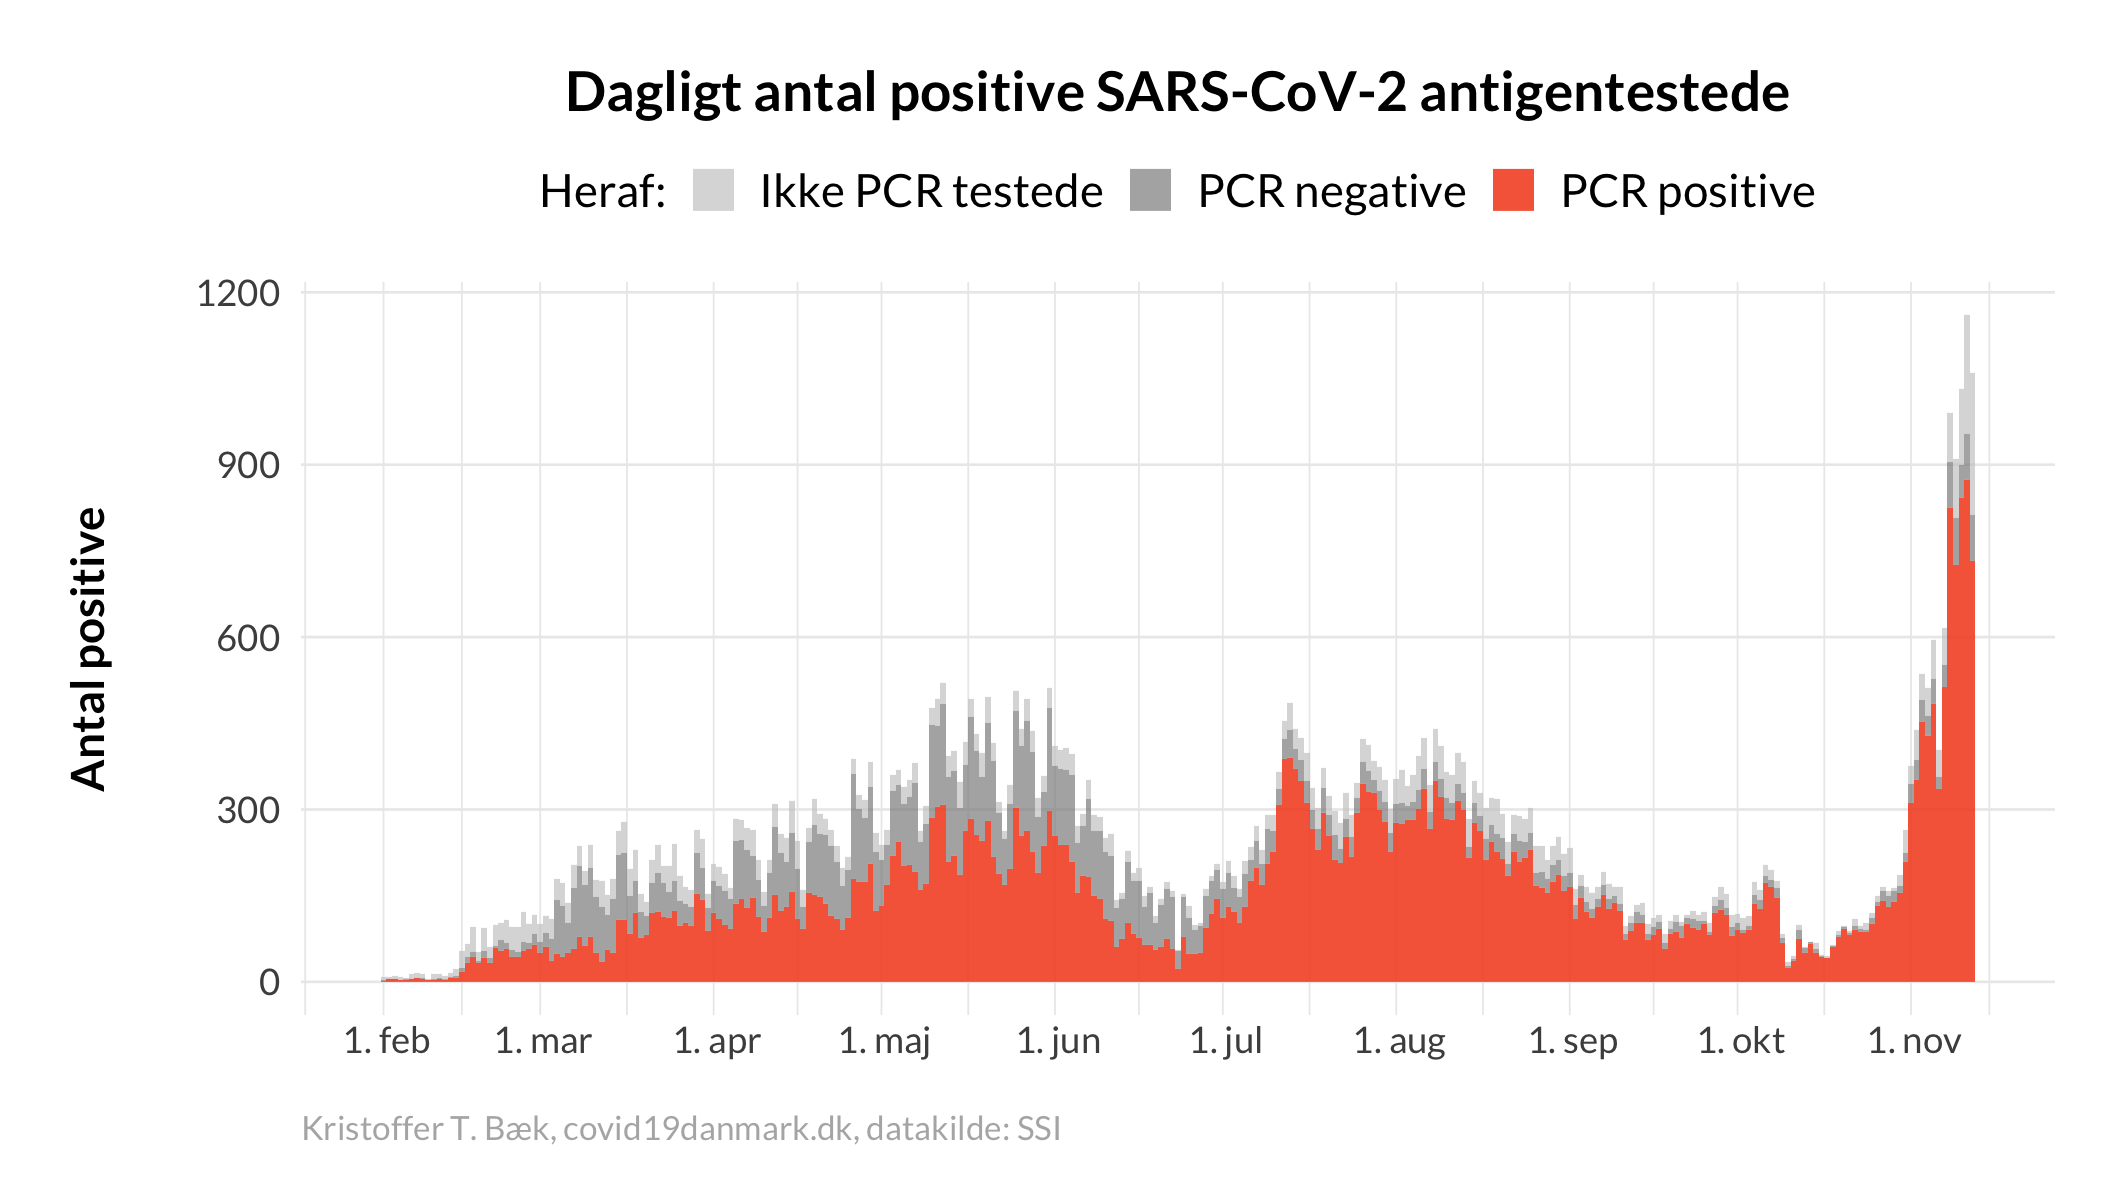 Dagligt antal positive SARS-CoV-2 antigentestede
Heraf: Ikke PCR testede PCR negative PCR positive
Antal positive
1200
900
600
300
0
1. feb 1. mar 1. apr 1. maj 1. jun 1. jul 1. aug 1. sep 1. okt 1. nov
Kristoffer T. Bæk, covid19danmark.dk, datakilde: SSI